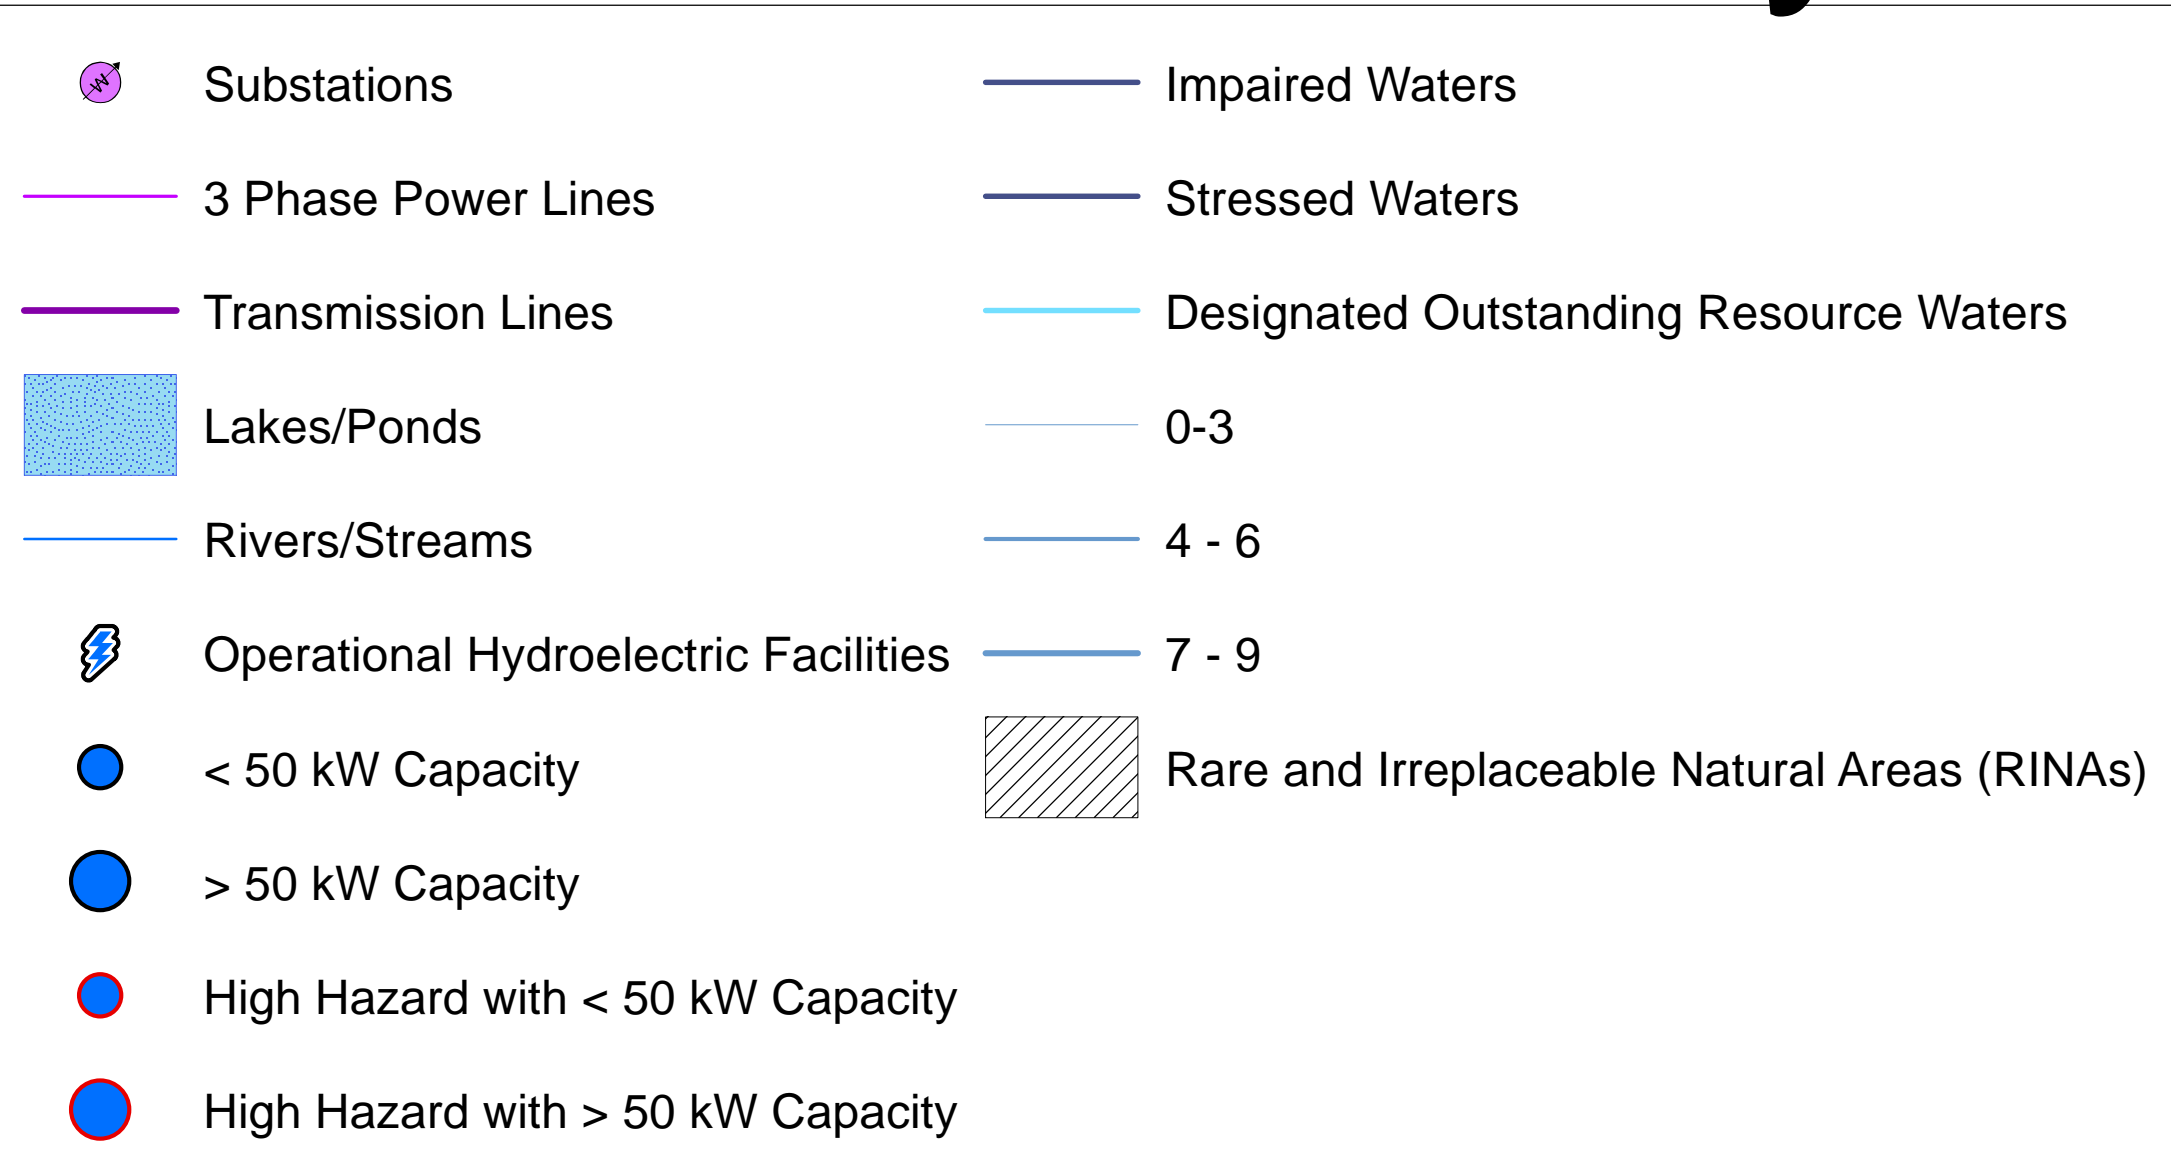 Substations
3 Phase Power Lines
Transmission Lines
Lakes/Ponds
Rivers/Streams
Operational Hydroelectric Facilities
< 50 kW Capacity
> 50 kW Capacity
High Hazard with < 50 kW Capacity
High Hazard with > 50 kW Capacity
Impaired Waters
Stressed Waters
Designated Outstanding Resource Waters
0-3
4 - 6
7 - 9
Rare and Irreplaceable Natural Areas (RINAs)